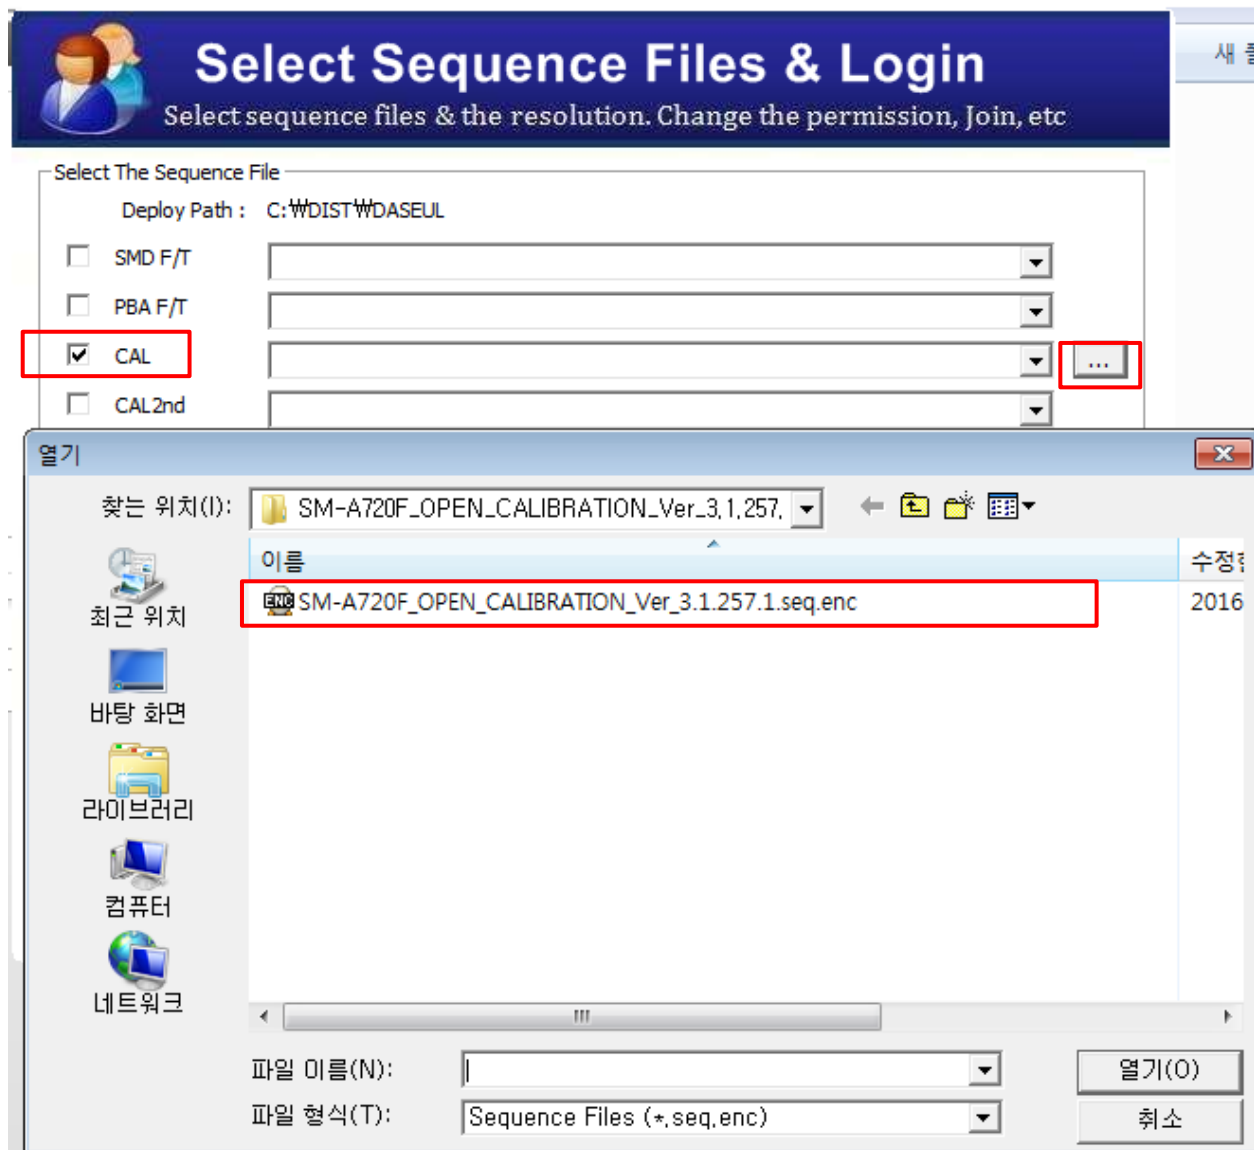 Select Sequence Files & Login
새
Select sequence files & the resolution. Change the permission, Join, etc
Select The Sequence File
Deploy Path : C:₩DIST₩DASEUL
SMD F/T
PBA F/T
CAL
...
CAL2nd
열기
찾는 위치(I): SM-A720F_OPEN_CALIBRATION_Ver_3,1,257,
이름
ENC SM-A720F_OPEN_CALIBRATION_Ver_3.1.257.1.seq.enc 2016
최근 위치
바탕 화면
라이브러리
컴퓨터
네트워크
파일 이름(N): 열기(O)
파일 형식(T): Sequence Files (*,seq,enc) 취소